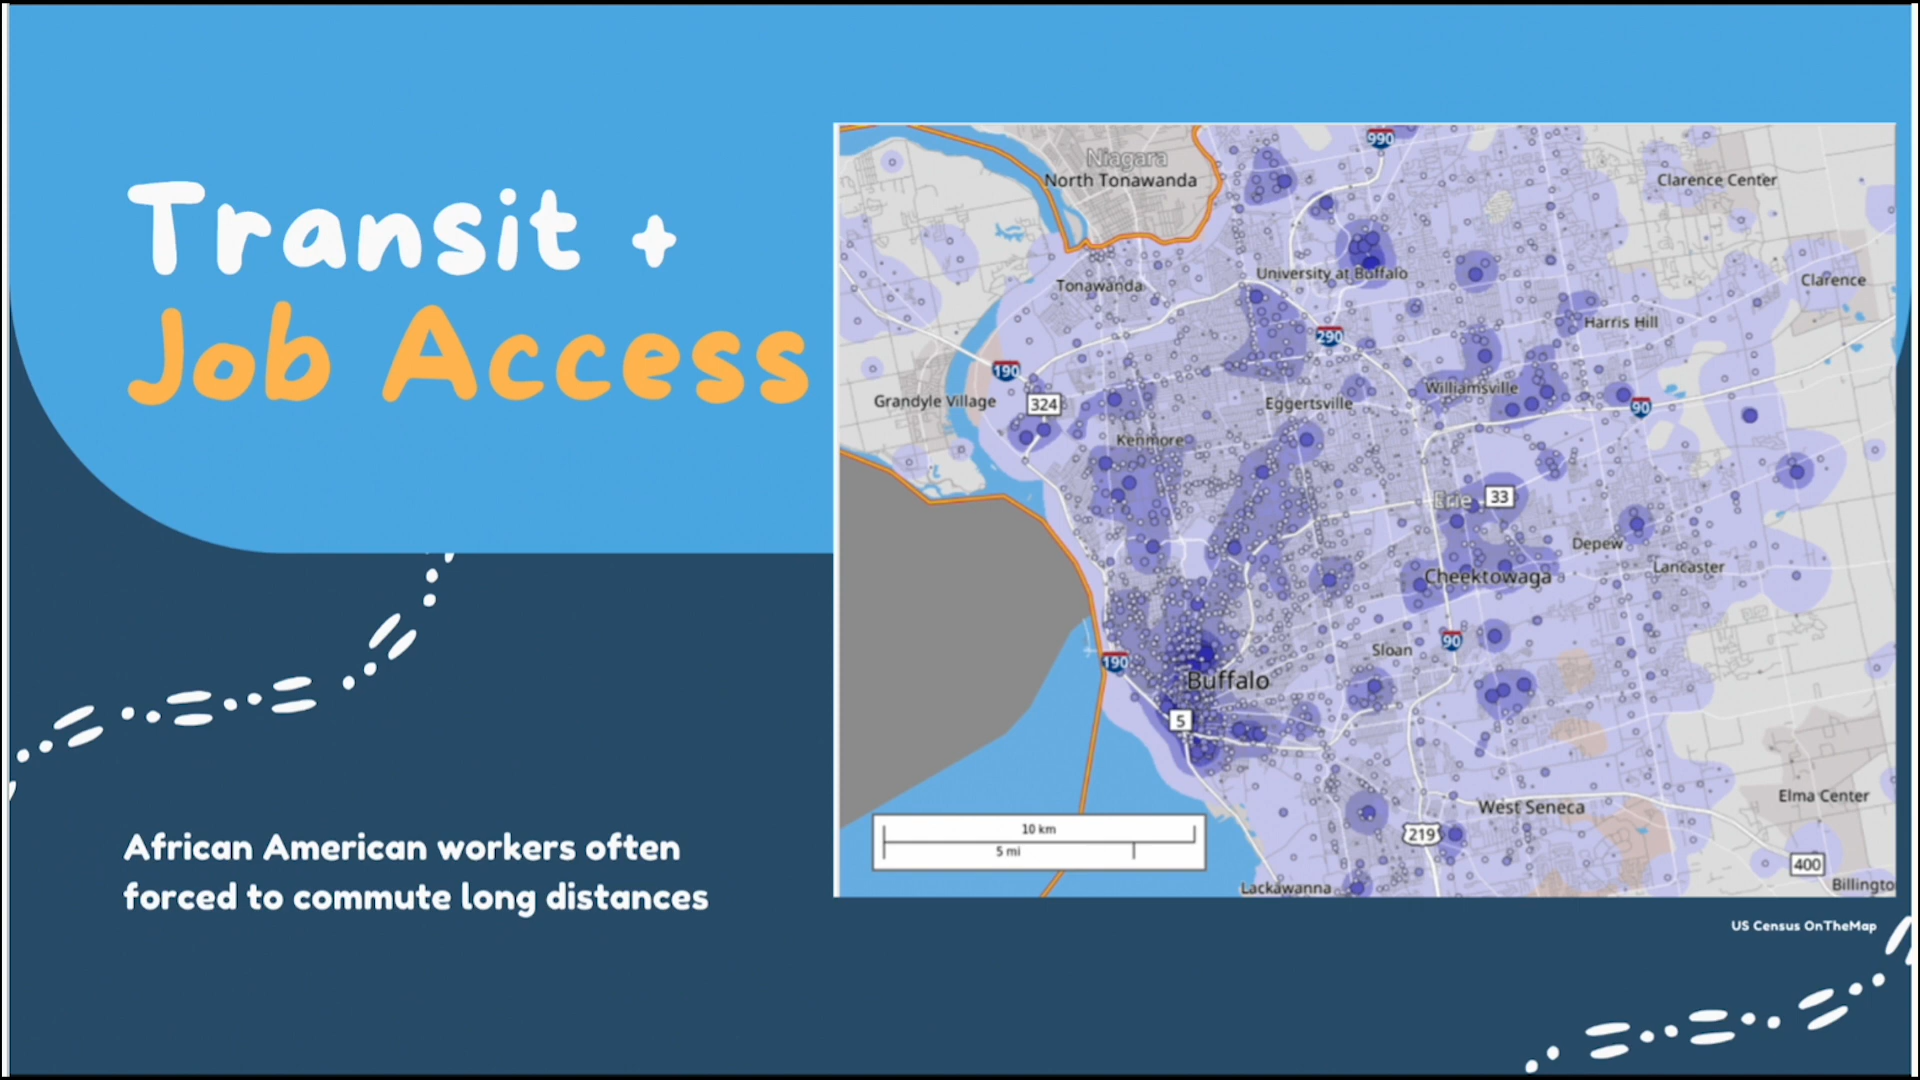 Transit +
Job Access
African American workers often
forced to commute long distances
990
Niagara
North Tonawanda
Clarence Center
University at Buffalo
Tonawanda
Clarence
Harris Hill
290
190
324
Grandyle Village
Williamsville
Eggertsville
90
Kenmore
Erie
33
Depew
Lancaster
Cheektowaga
90
Sloan
190
Buffalo
5
Elma Center
West Seneca
219
10 km
5 mi
400
Lackawanna
Billingto
US Census OnTheMap